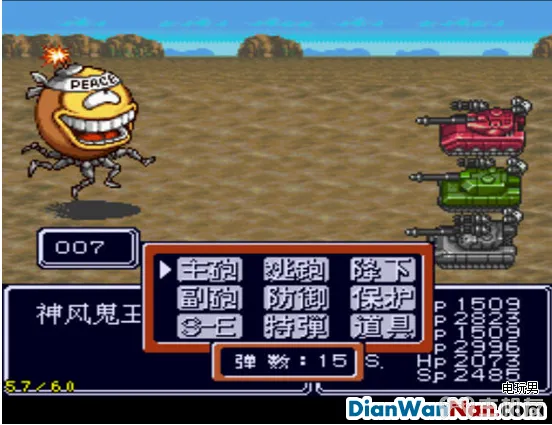 PEACE
007
主砲 逃跑 降下
副砲 防御 保护
S-E 特弹 道具
弹数:15
神风鬼王
p 1509
p 2823
p 1509
p 2996
Hp 2073
S. Sp 2485
5.7/6.0
电玩男
DianWanNan.com